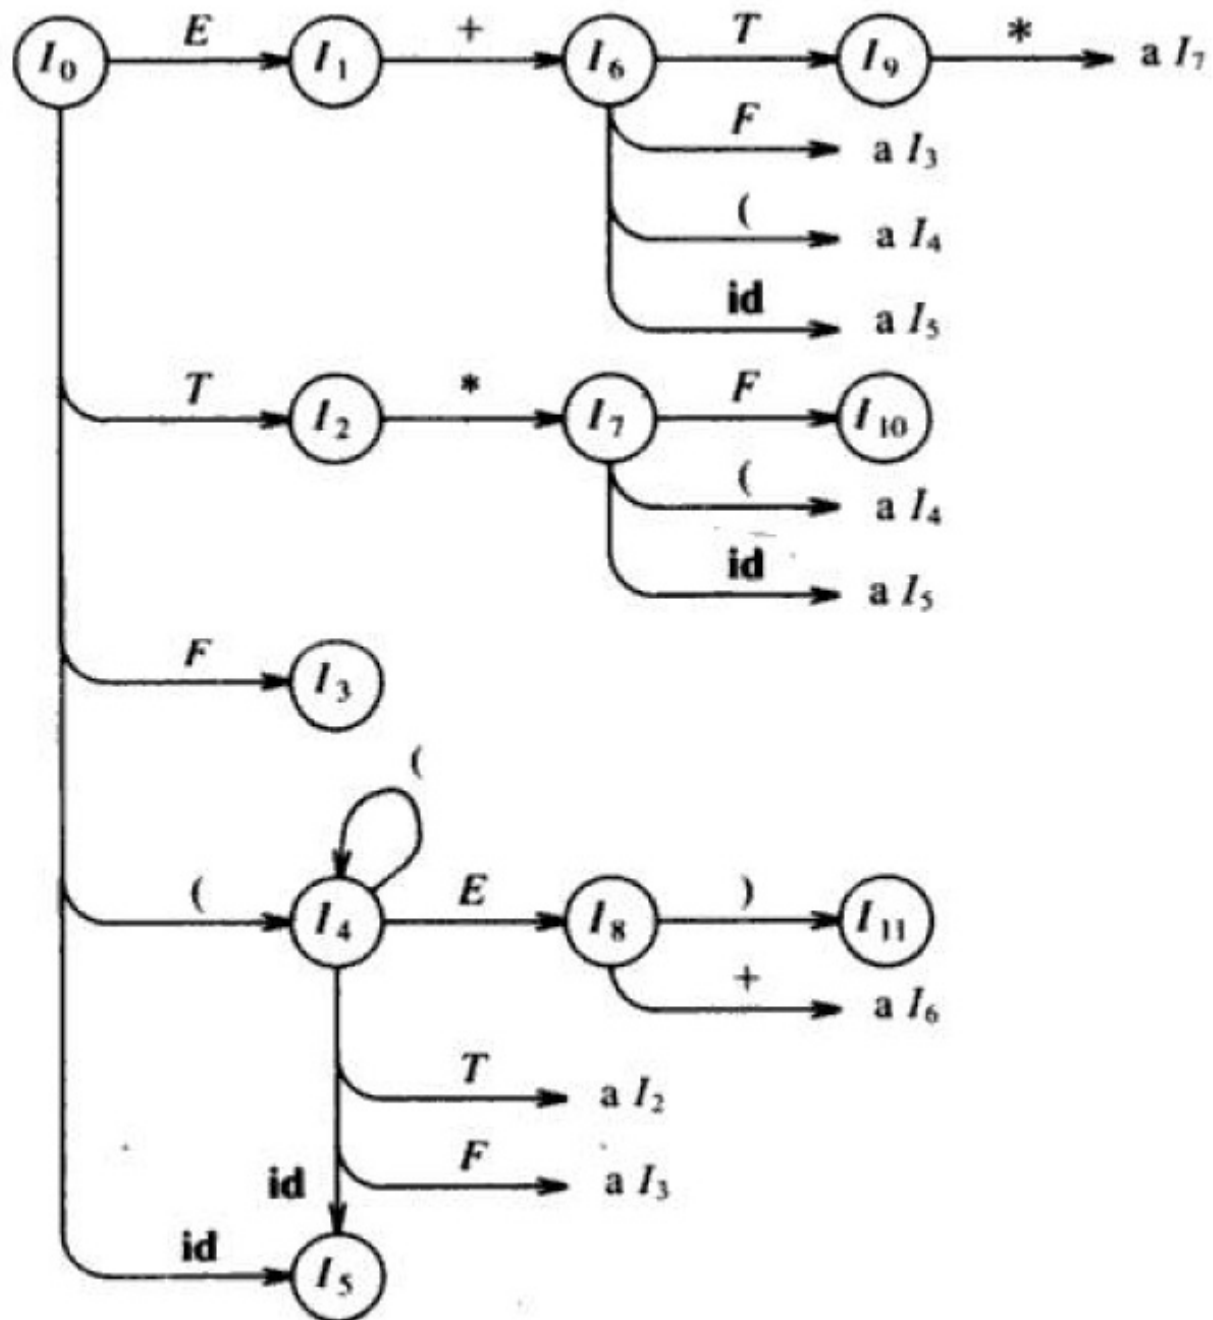 I₀ E I₁ + I₆ T I₉ * a I₇
F a I₃
( a I₄
id a I₅
T I₂ * I₇ F I₁₀
( a I₄
id a I₅
F I₃
(
( I₄ E I₈ ) I₁₁
+ a I₆
T a I₂
F a I₃
id
id I₅